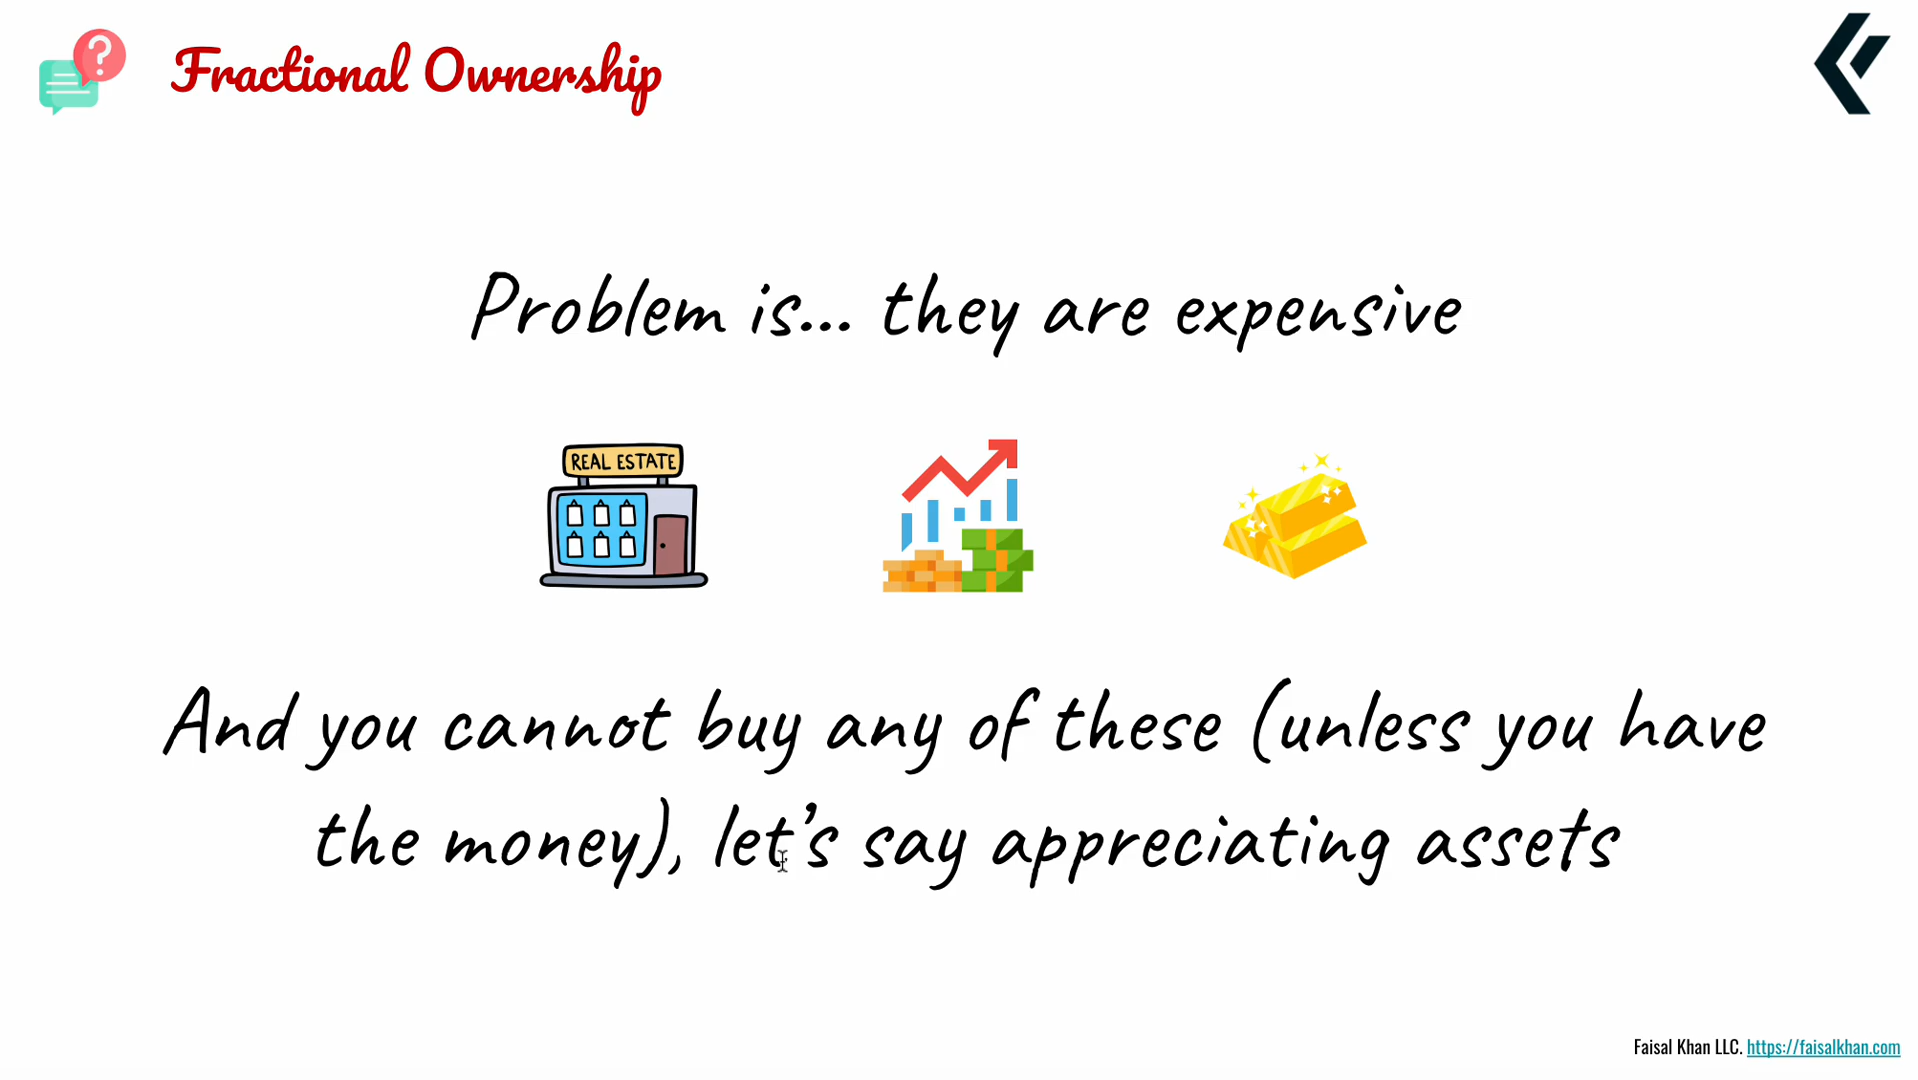 Fractional Ownership
Problem is... they are expensive
REAL ESTATE
And you cannot buy any of these (unless you have
the money), let's say appreciating assets
Faisal Khan LLC. https://faisalkhan.com